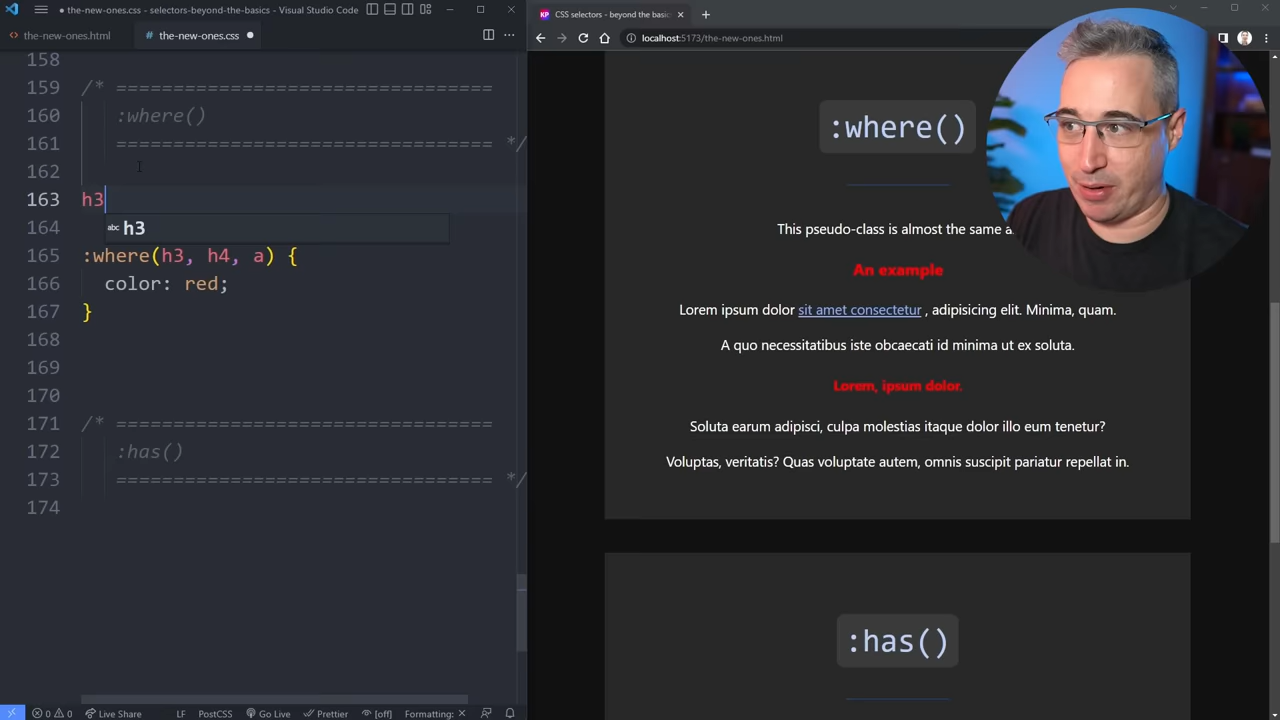 the-new-ones.css - selectors-beyond-the-basics - Visual Studio Code
the-new-ones.html
# the-new-ones.css
158
159 /* =================================
160 :where()
161 ================================= */
162
163 h3
abc h3
164
165 :where(h3, h4, a) {
166 color: red;
167 }
168
169
170
171 /* =================================
172 :has()
173 ================================= */
174
0 0
Live Share
LF
PostCSS
Go Live
Prettier
[off]
Formatting: ×
KP CSS selectors - beyond the basic
localhost:5173/the-new-ones.html
:where()
This pseudo-class is almost the same a
An example
Lorem ipsum dolor sit amet consectetur , adipisicing elit. Minima, quam.
A quo necessitatibus iste obcaecati id minima ut ex soluta.
Lorem, ipsum dolor.
Soluta earum adipisci, culpa molestias itaque dolor illo eum tenetur?
Voluptas, veritatis? Quas voluptate autem, omnis suscipit pariatur repellat in.
:has()